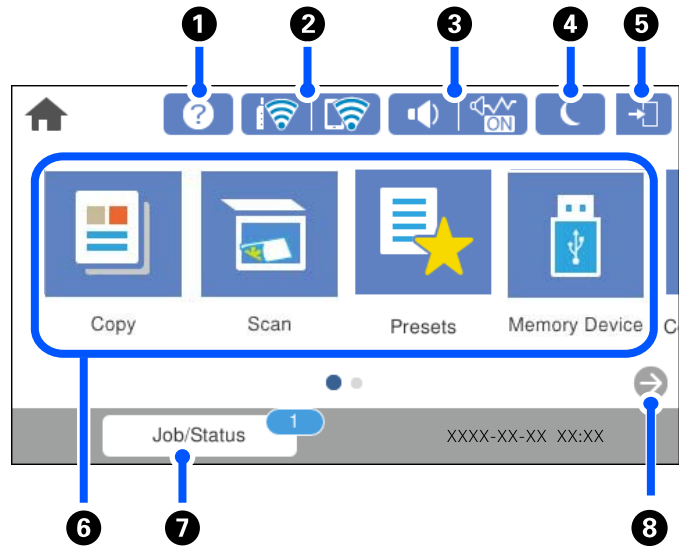 1 2 3 4 5
?
ON
Copy Scan Presets Memory Device C
1
Job/Status XXXX-XX-XX XX:XX
6 7 8